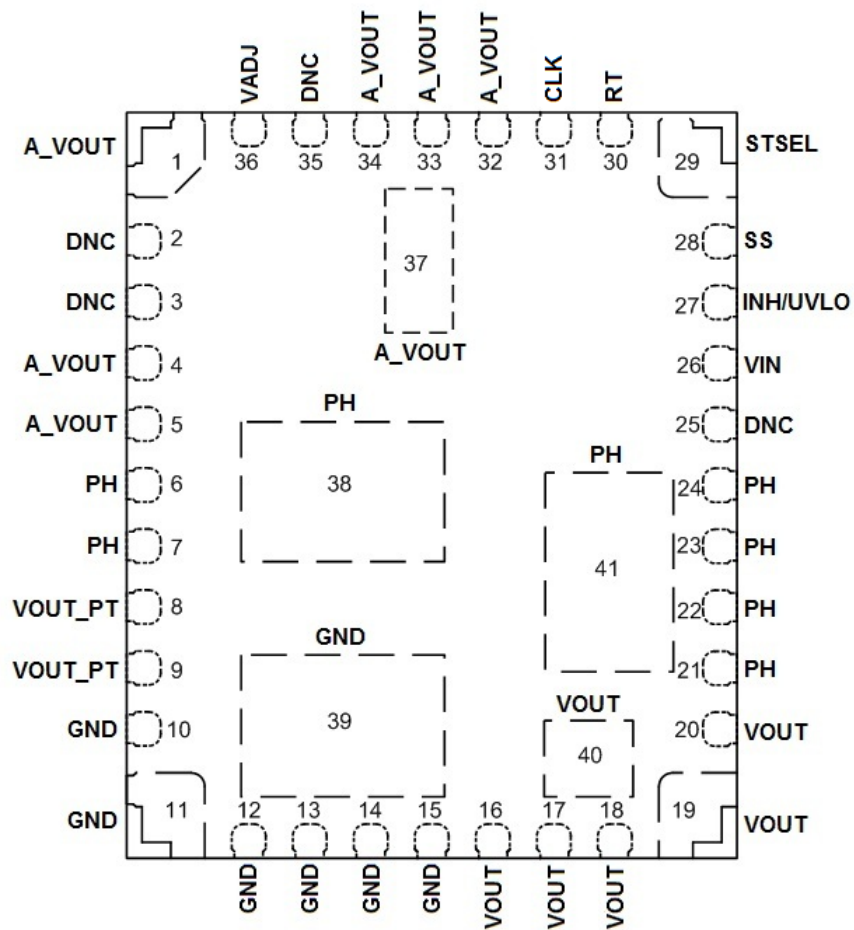 VADJ
DNC
A_VOUT
A_VOUT
A_VOUT
CLK
RT
A_VOUT
1
36
35
34
33
32
31
30
29
STSEL
DNC
2
28
SS
DNC
3
37
27
INH/UVLO
A_VOUT
A_VOUT
4
26
VIN
A_VOUT
5
PH
25
DNC
PH
6
38
PH
24
PH
PH
7
41
23
PH
VOUT_PT
8
22
PH
VOUT_PT
9
GND
21
PH
GND
10
39
VOUT
40
20
VOUT
GND
11
12
13
14
15
16
17
18
19
VOUT
GND
GND
GND
GND
VOUT
VOUT
VOUT